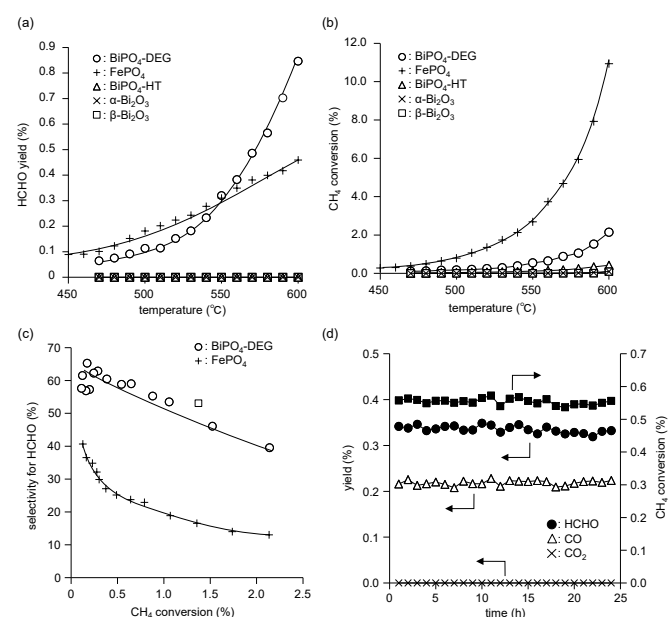 (a)
0.9
0.8
0.7
0.6
0.5
0.4
0.3
0.2
0.1
0
HCHO yield (%)
○: BiPO₄-DEG
+: FePO₄
△: BiPO₄-HT
×: α-Bi₂O₃
□: β-Bi₂O₃
450 500 550 600
temperature (°C)
(b)
12.0
10.0
8.0
6.0
4.0
2.0
0.0
CH₄ conversion (%)
○: BiPO₄-DEG
+: FePO₄
△: BiPO₄-HT
×: α-Bi₂O₃
□: β-Bi₂O₃
450 500 550 600
temperature (°C)
(c)
80
70
60
50
40
30
20
10
0
selectivity for HCHO (%)
○: BiPO₄-DEG
+: FePO₄
0.0 0.5 1.0 1.5 2.0 2.5
CH₄ conversion (%)
(d)
0.5
0.4
0.3
0.2
0.1
0.0
yield (%)
0.7
0.6
0.5
0.4
0.3
0.2
0.1
0.0
CH₄ conversion (%)
●: HCHO
△: CO
×: CO₂
0 5 10 15 20 25
time (h)